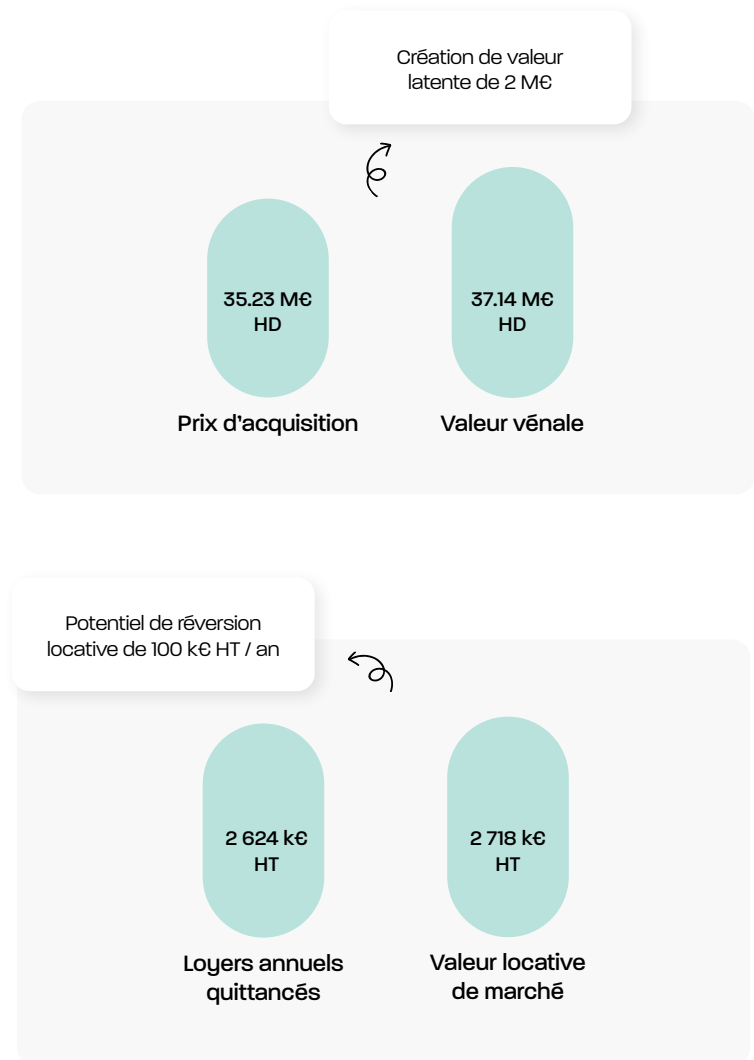 Création de valeur
latente de 2 M€
35.23 M€
HD
37.14 M€
HD
Prix d'acquisition
Valeur vénale
Potentiel de réversion
locative de 100 k€ HT / an
2 624 k€
HT
2 718 k€
HT
Loyers annuels
quittancés
Valeur locative
de marché